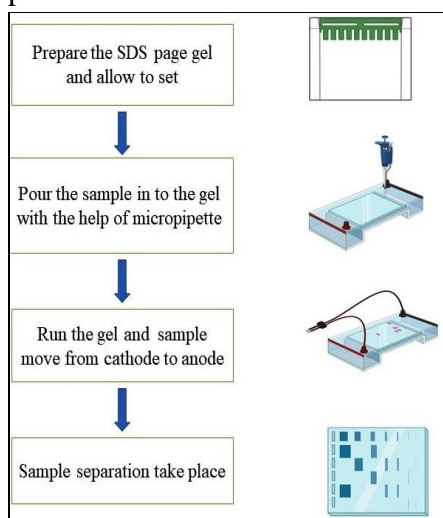 Prepare the SDS page gel
and allow to set
Pour the sample in to the gel
with the help of micropipette
Run the gel and sample
move from cathode to anode
Sample separation take place